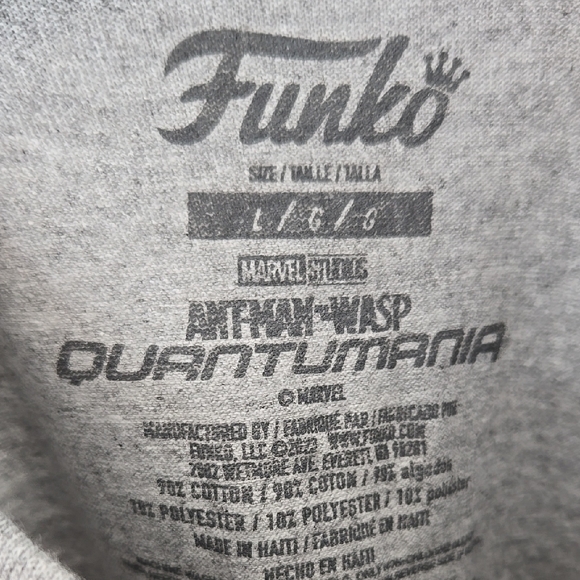 Funko
SIZE / TAILLE / TALLA
L / G / G
MARVEL STUDIOS
ANT-MAN AND THE WASP
QUANTUMANIA
© MARVEL
MANUFACTURED BY / FABRIQUÉ PAR / FABRICADO POR
FUNKO, LLC ©2022 WWW.FUNKO.COM
2802 WETMORE AVE. EVERETT, WA 98201
90% COTTON / 90% COTON / 90% algodón
10% POLYESTER / 10% POLYESTER / 10% poliéster
MADE IN HAITI / FABRIQUÉ EN HAITI
HECHO EN HAITI